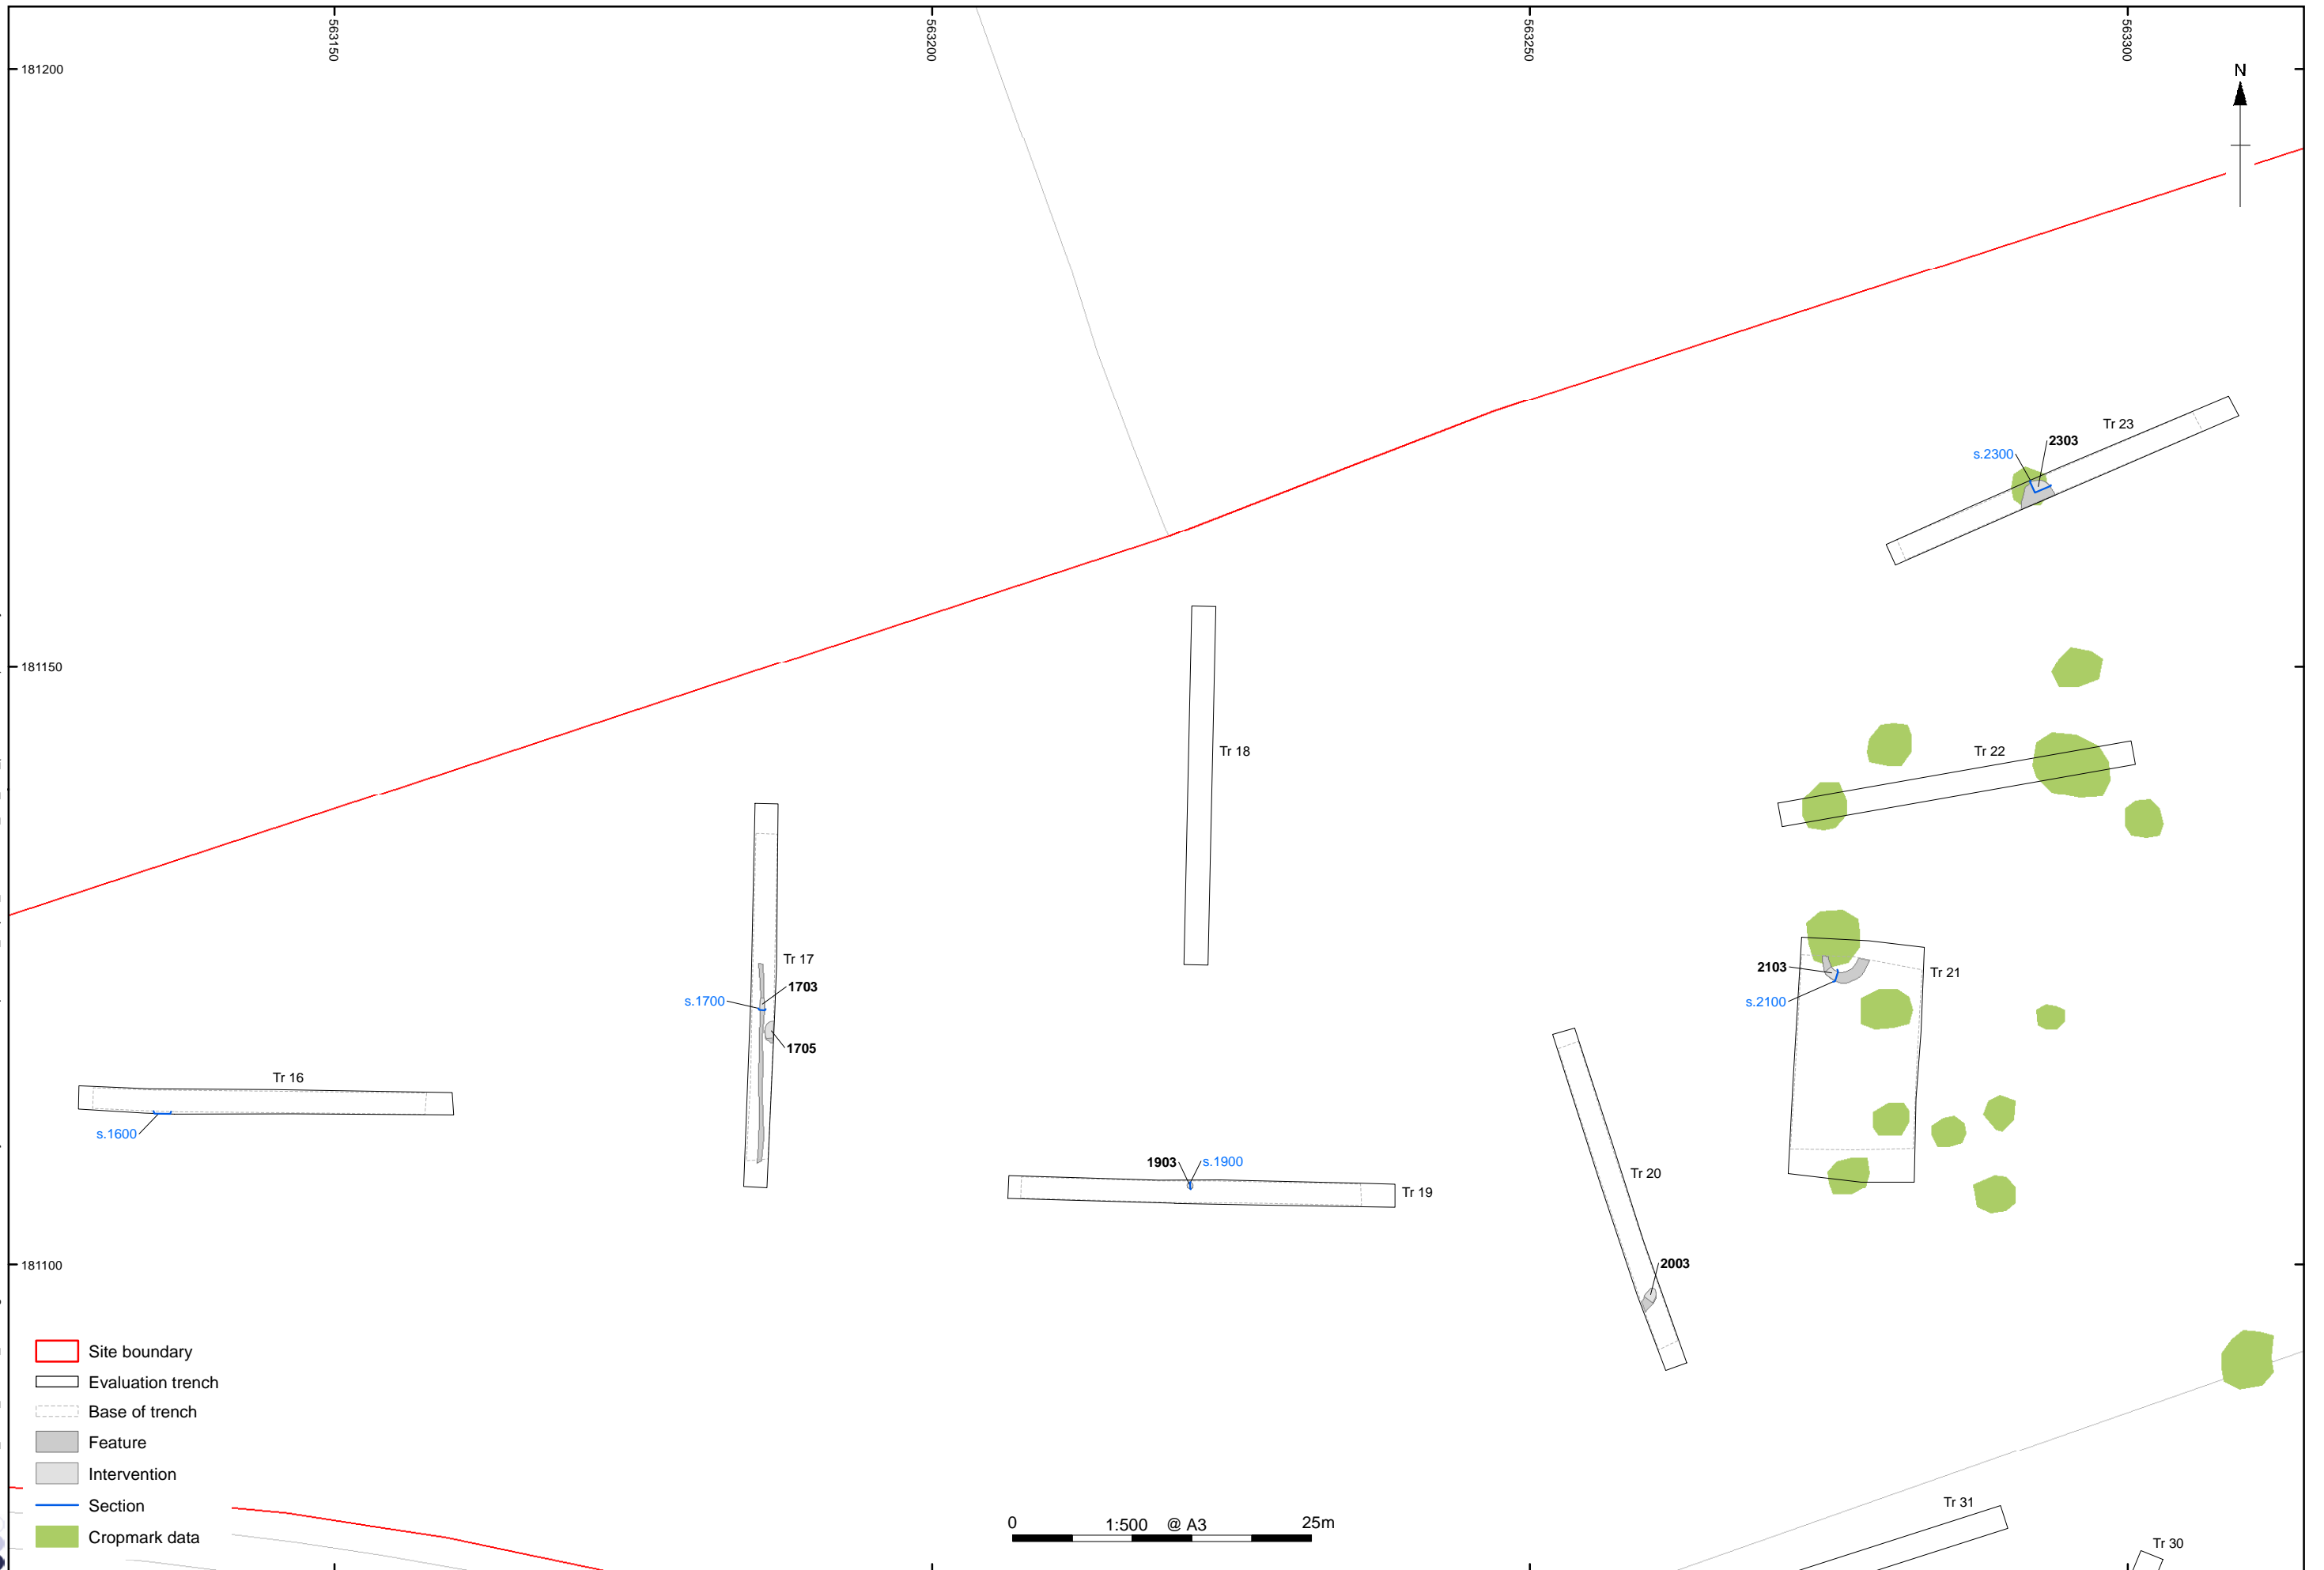 563150
563200
563250
563300
181200
N
Tr 23
2303
s.2300
181150
Tr 18
Tr 22
Tr 17
2103
Tr 21
s.2100
1703
s.1700
1705
Tr 16
s.1600
1903
s.1900
Tr 19
Tr 20
181100
2003
Site boundary
Evaluation trench
Base of trench
Feature
Intervention
Section
Cropmark data
0 1:500 @ A3 25m
Tr 31
Tr 30